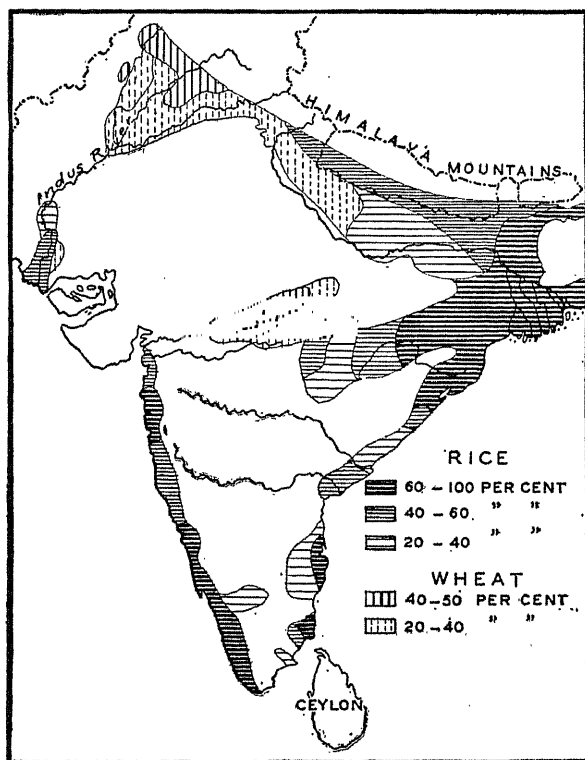 HIMALAYA
MOUNTAINS
Indus River
RICE
60 – 100 PER CENT
40 – 60 " "
20 – 40 " "
WHEAT
40 – 50 PER CENT
20 – 40 " "
CEYLON